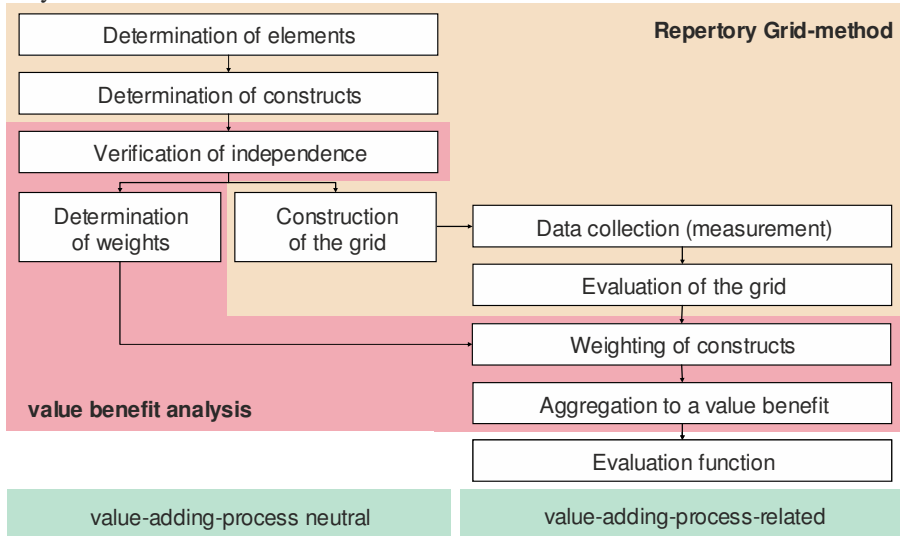 Determination of elements
Repertory Grid-method
Determination of constructs
Verification of independence
Determination
of weights
Construction
of the grid
Data collection (measurement)
Evaluation of the grid
Weighting of constructs
value benefit analysis
Aggregation to a value benefit
Evaluation function
value-adding-process neutral
value-adding-process-related